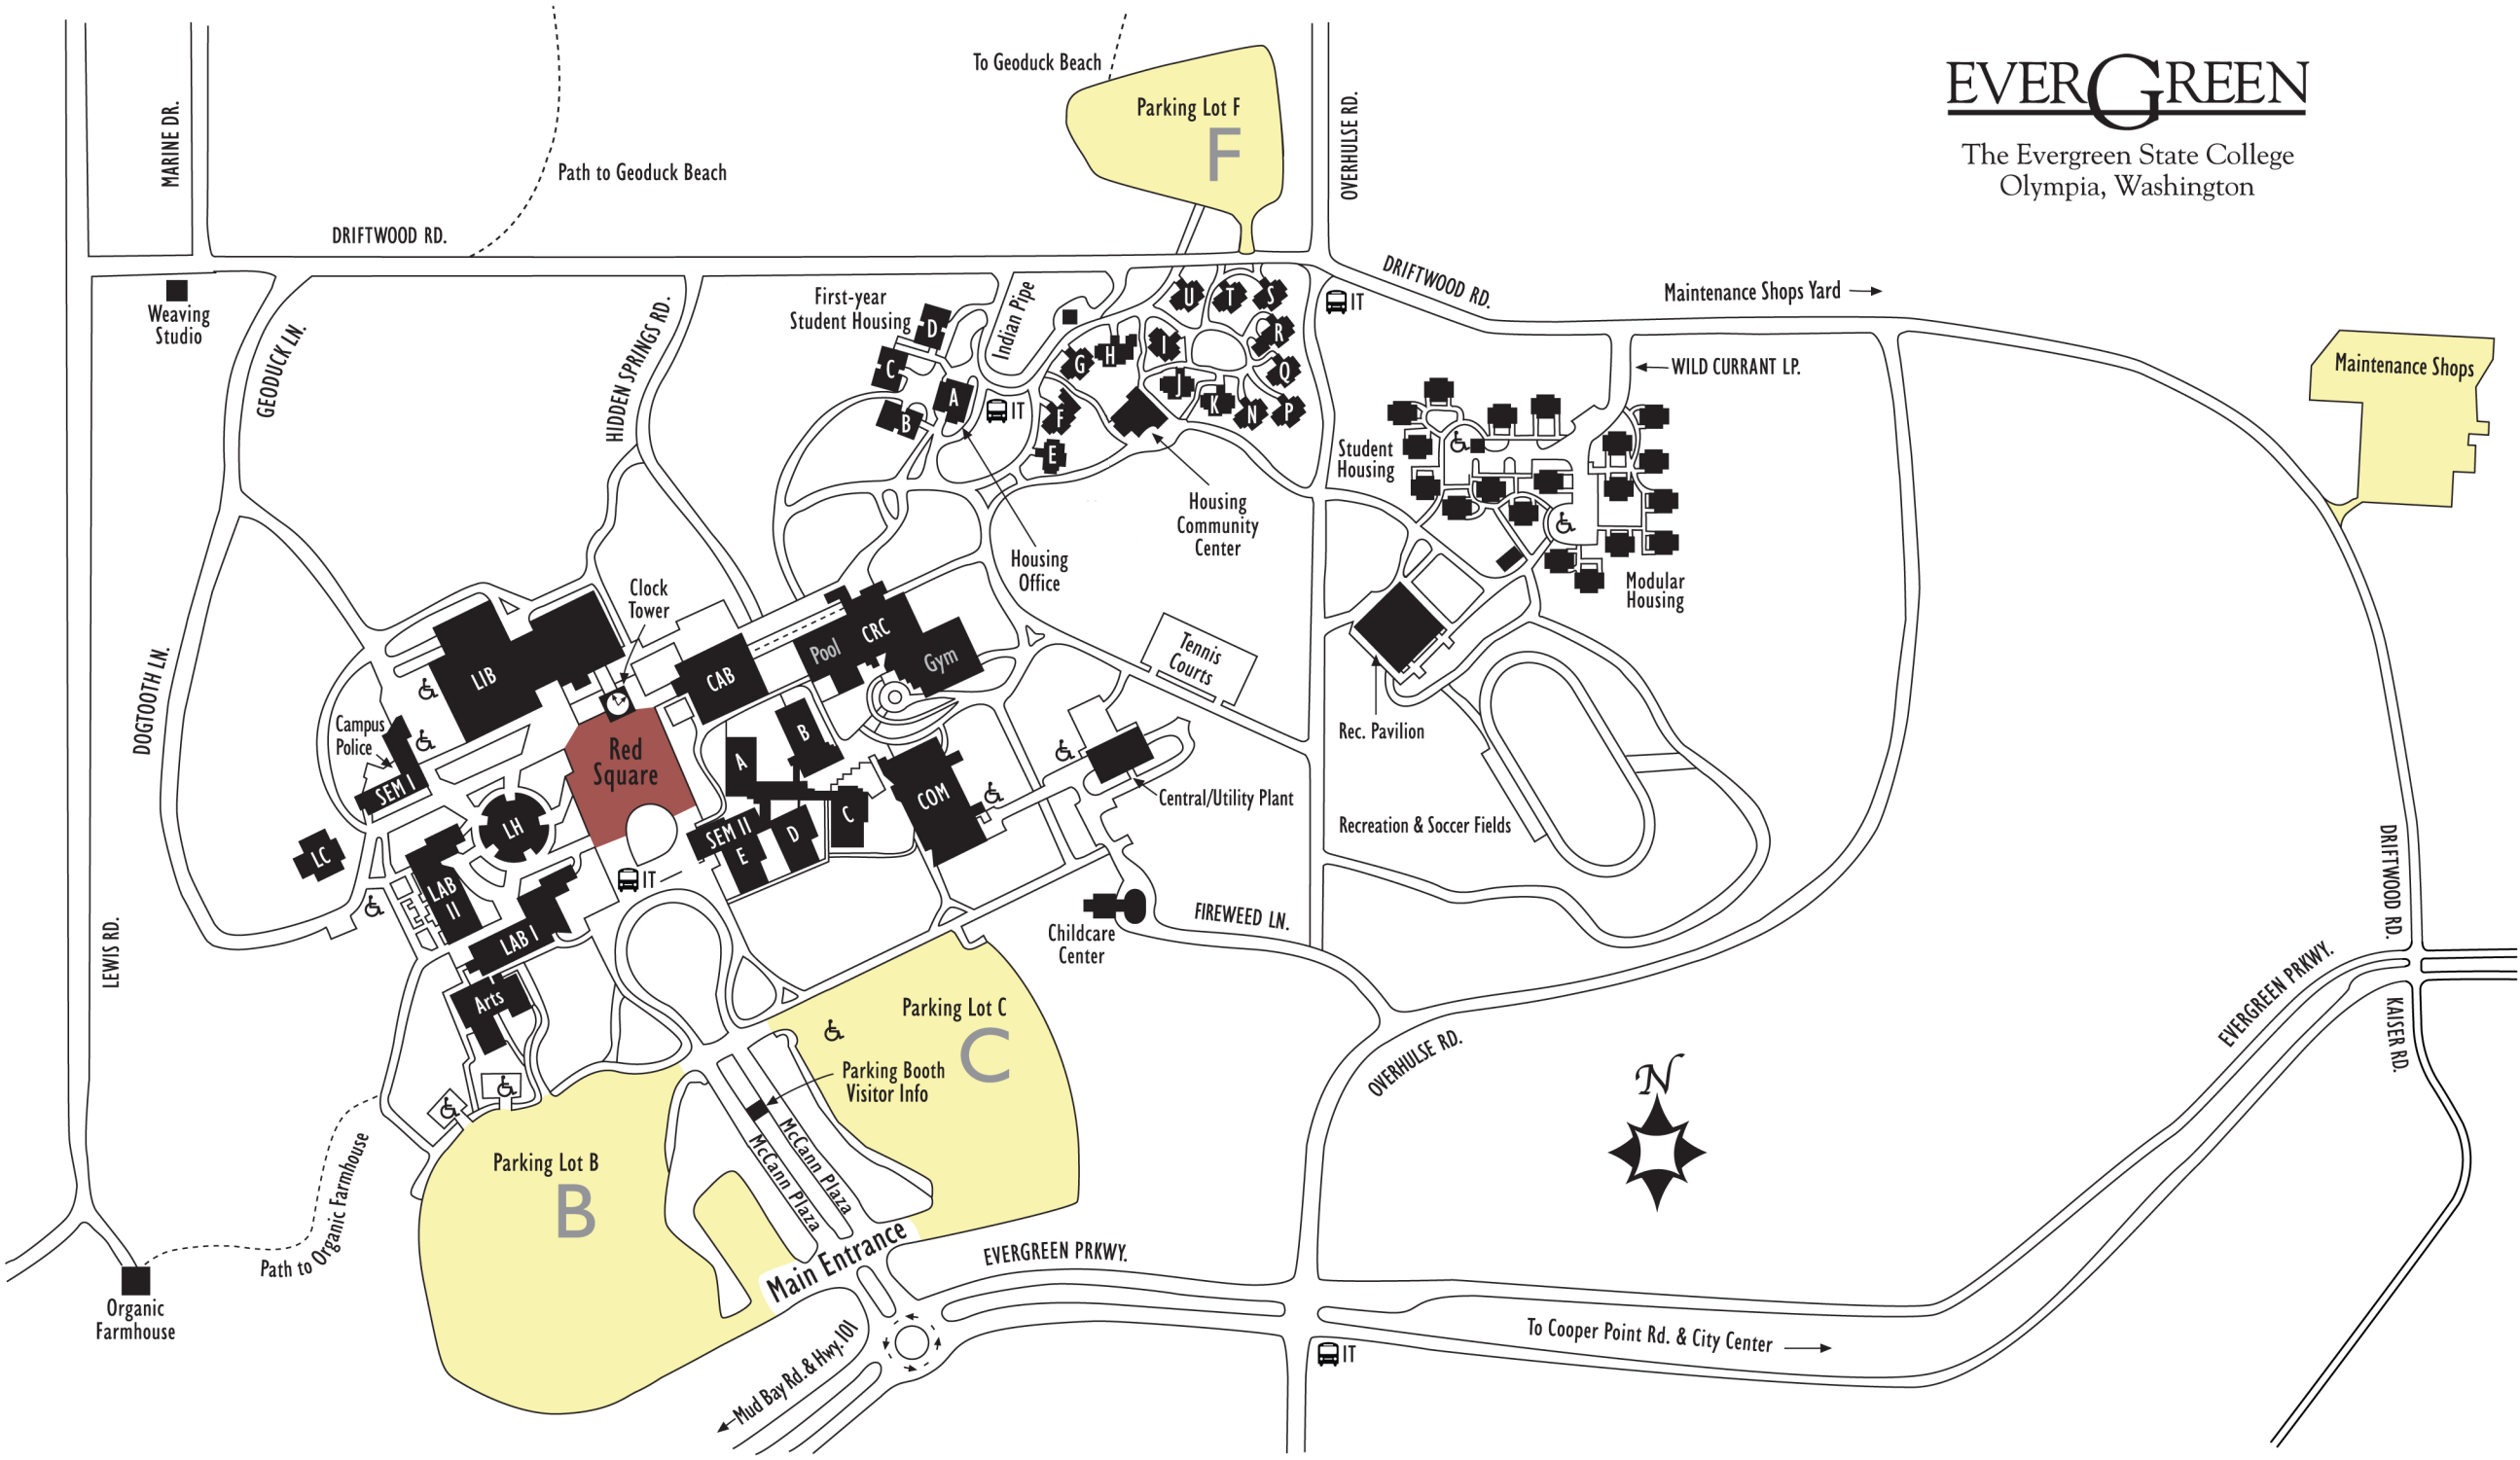 EVERGREEN
The Evergreen State College
Olympia, Washington
To Geoduck Beach
Parking Lot F
F
MARINE DR.
OVERHULSE RD.
Path to Geoduck Beach
DRIFTWOOD RD.
DRIFTWOOD RD.
Maintenance Shops Yard
Weaving
Studio
GEODUCK LN.
HIDDEN SPRINGS RD.
First-year
Student Housing
D
C
A
B
Indian Pipe
IT
U
T
S
R
I
H
G
Q
J
K
N
P
F
E
IT
WILD CURRANT LP.
Maintenance Shops
Student
Housing
Housing
Community
Center
Housing
Office
Modular
Housing
Clock
Tower
DOGTOOTH LN.
LIB
CAB
Pool
CRC
Gym
Tennis
Courts
Rec. Pavilion
Campus
Police
SEM I
Red
Square
A
B
COM
Central/Utility Plant
LH
SEM II
E
D
C
Recreation & Soccer Fields
LC
LAB
II
IT
LAB I
Childcare
Center
FIREWEED LN.
LEWIS RD.
Arts
Parking Lot C
C
Parking Booth
Visitor Info
McCann Plaza
McCann Plaza
OVERHULSE RD.
N
DRIFTWOOD RD.
EVERGREEN PRKWY.
KAISER RD.
Parking Lot B
B
Path to Organic Farmhouse
Organic
Farmhouse
Main Entrance
EVERGREEN PRKWY.
Mud Bay Rd. & Hwy. 101
IT
To Cooper Point Rd. & City Center